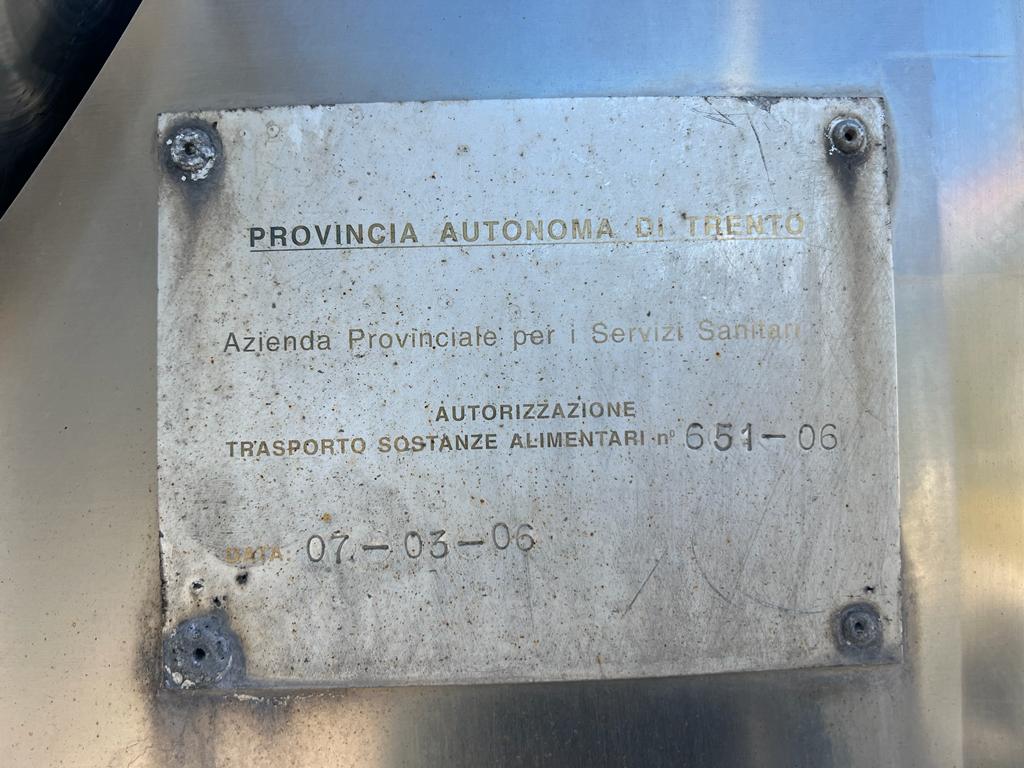 PROVINCIA AUTONOMA DI TRENTO
Azienda Provinciale per i Servizi Sanitari
AUTORIZZAZIONE
TRASPORTO SOSTANZE ALIMENTARI nº 651-06
DATA 07-03-06